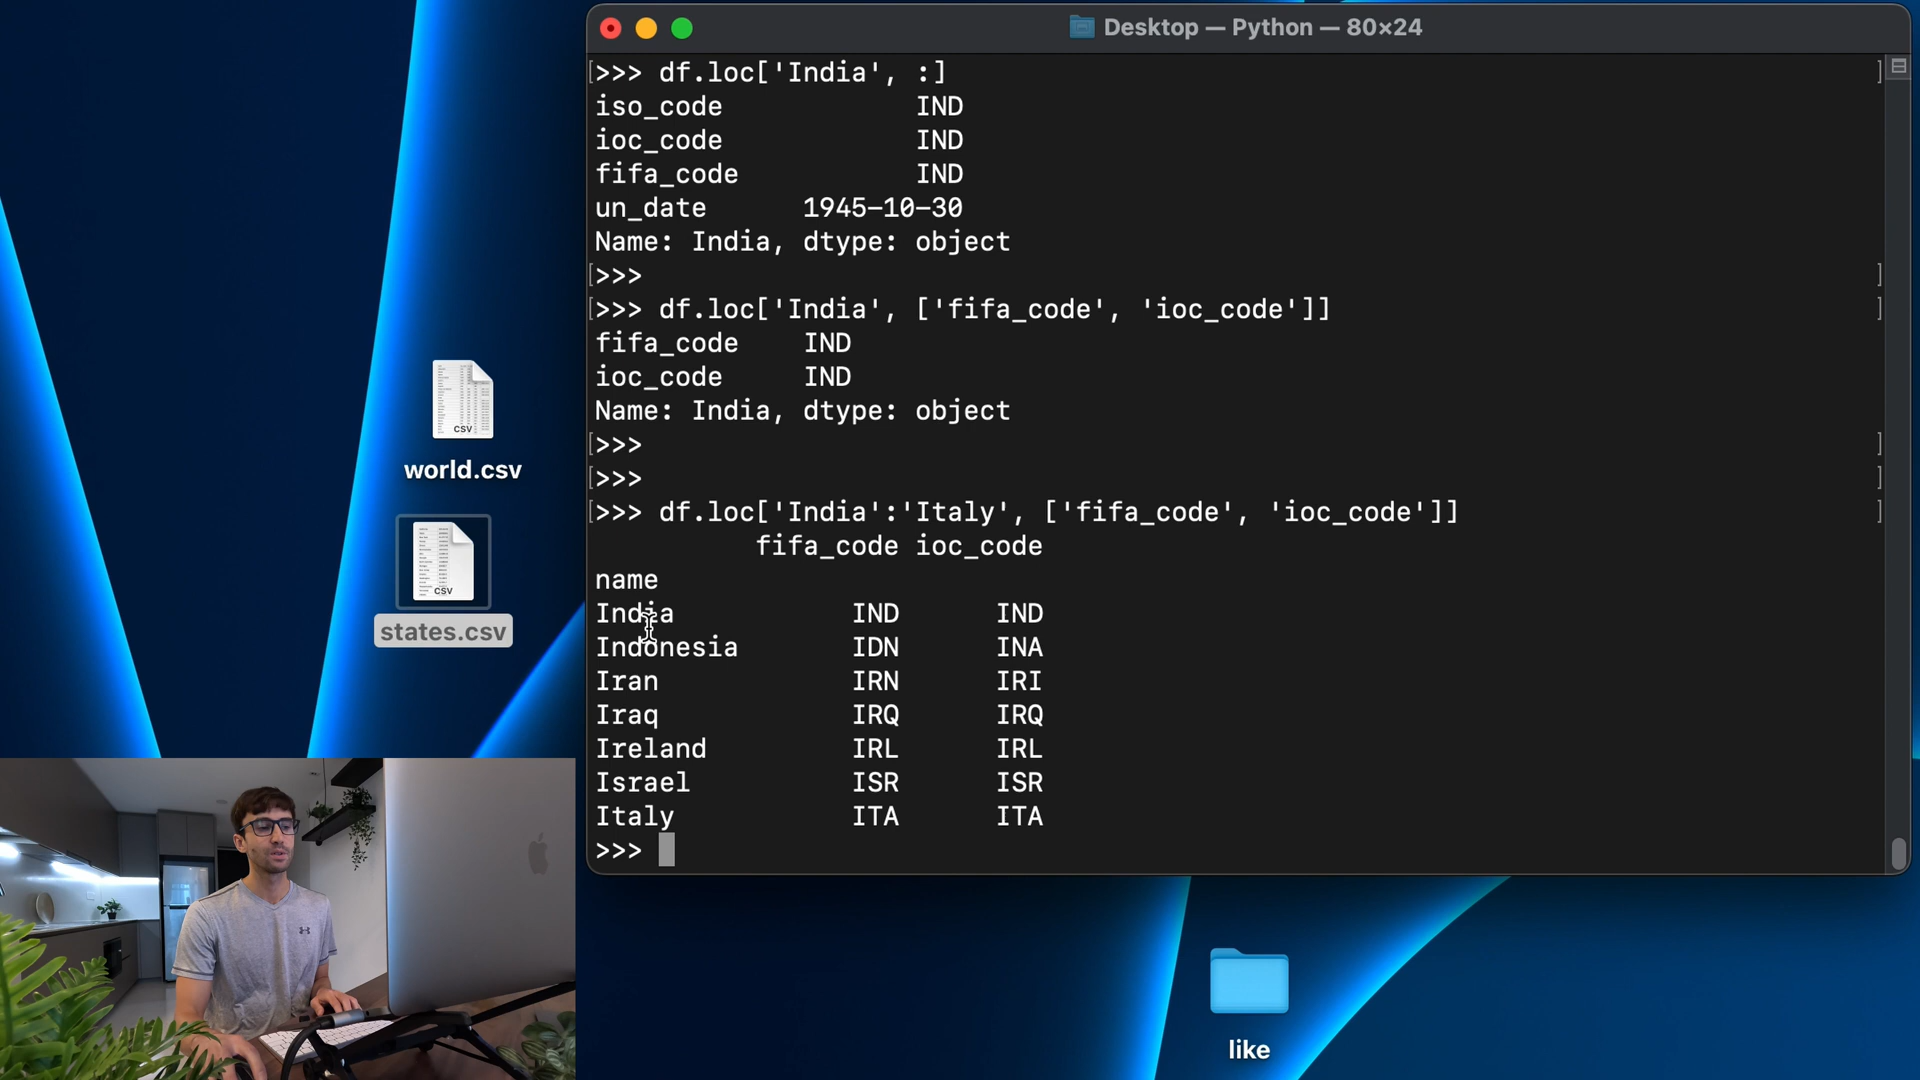 Desktop — Python — 80×24
[>>> df.loc['India', :]]
iso_code IND
ioc_code IND
fifa_code IND
un_date 1945-10-30
Name: India, dtype: object
[>>> ]
[>>> df.loc['India', ['fifa_code', 'ioc_code']]]
fifa_code IND
ioc_code IND
Name: India, dtype: object
[>>> ]
[>>> ]
[>>> df.loc['India':'Italy', ['fifa_code', 'ioc_code']]]
fifa_code ioc_code
name
India IND IND
Indonesia IDN INA
Iran IRN IRI
Iraq IRQ IRQ
Ireland IRL IRL
Israel ISR ISR
Italy ITA ITA
>>>
CSV
world.csv
CSV
states.csv
like